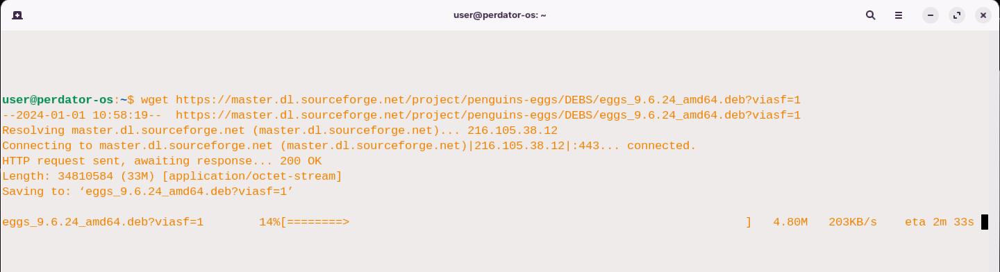 user@perdator-os: ~
user@perdator-os:~$ wget https://master.dl.sourceforge.net/project/penguins-eggs/DEBS/eggs_9.6.24_amd64.deb?viasf=1
--2024-01-01 10:58:19--  https://master.dl.sourceforge.net/project/penguins-eggs/DEBS/eggs_9.6.24_amd64.deb?viasf=1
Resolving master.dl.sourceforge.net (master.dl.sourceforge.net)... 216.105.38.12
Connecting to master.dl.sourceforge.net (master.dl.sourceforge.net)|216.105.38.12|:443... connected.
HTTP request sent, awaiting response... 200 OK
Length: 34810584 (33M) [application/octet-stream]
Saving to: ‘eggs_9.6.24_amd64.deb?viasf=1’
eggs_9.6.24_amd64.deb?viasf=1        14%[========>                                                         ]   4.80M   203KB/s    eta 2m 33s